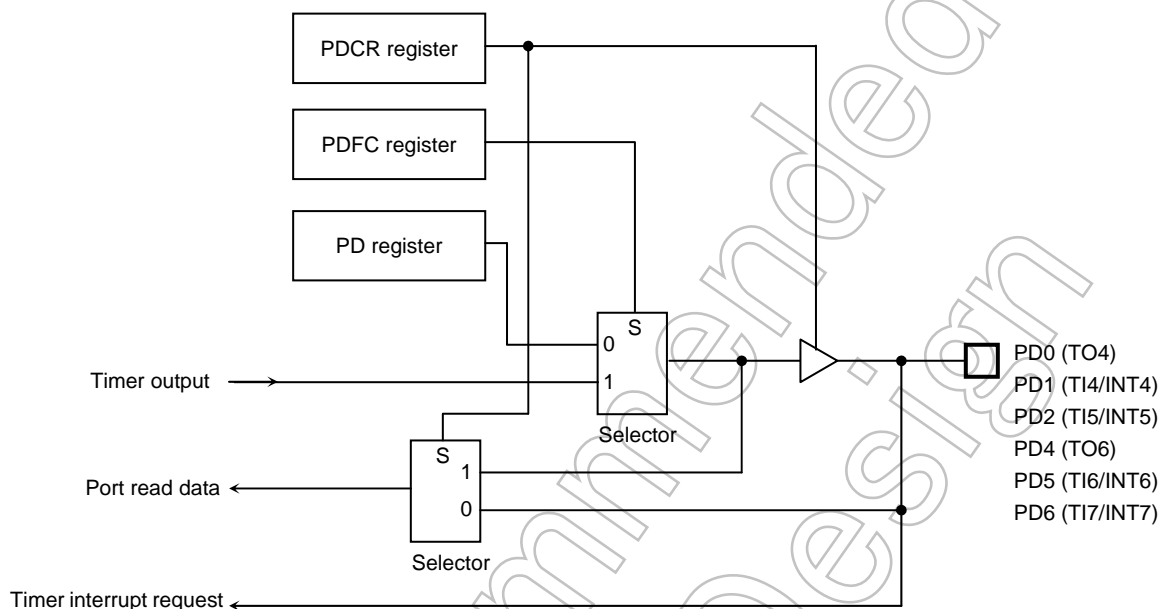 PDCR register
PDFC register
PD register
S
0
1
Timer output
Selector
S
1
0
Port read data
Selector
Timer interrupt request
PD0 (TO4)
PD1 (TI4/INT4)
PD2 (TI5/INT5)
PD4 (TO6)
PD5 (TI6/INT6)
PD6 (TI7/INT7)